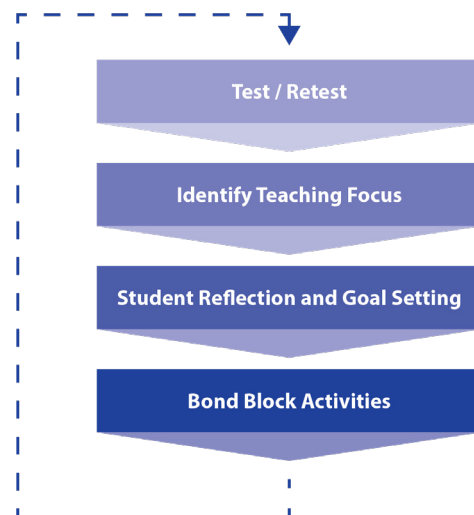 Test / Retest
Identify Teaching Focus
Student Reflection and Goal Setting
Bond Block Activities